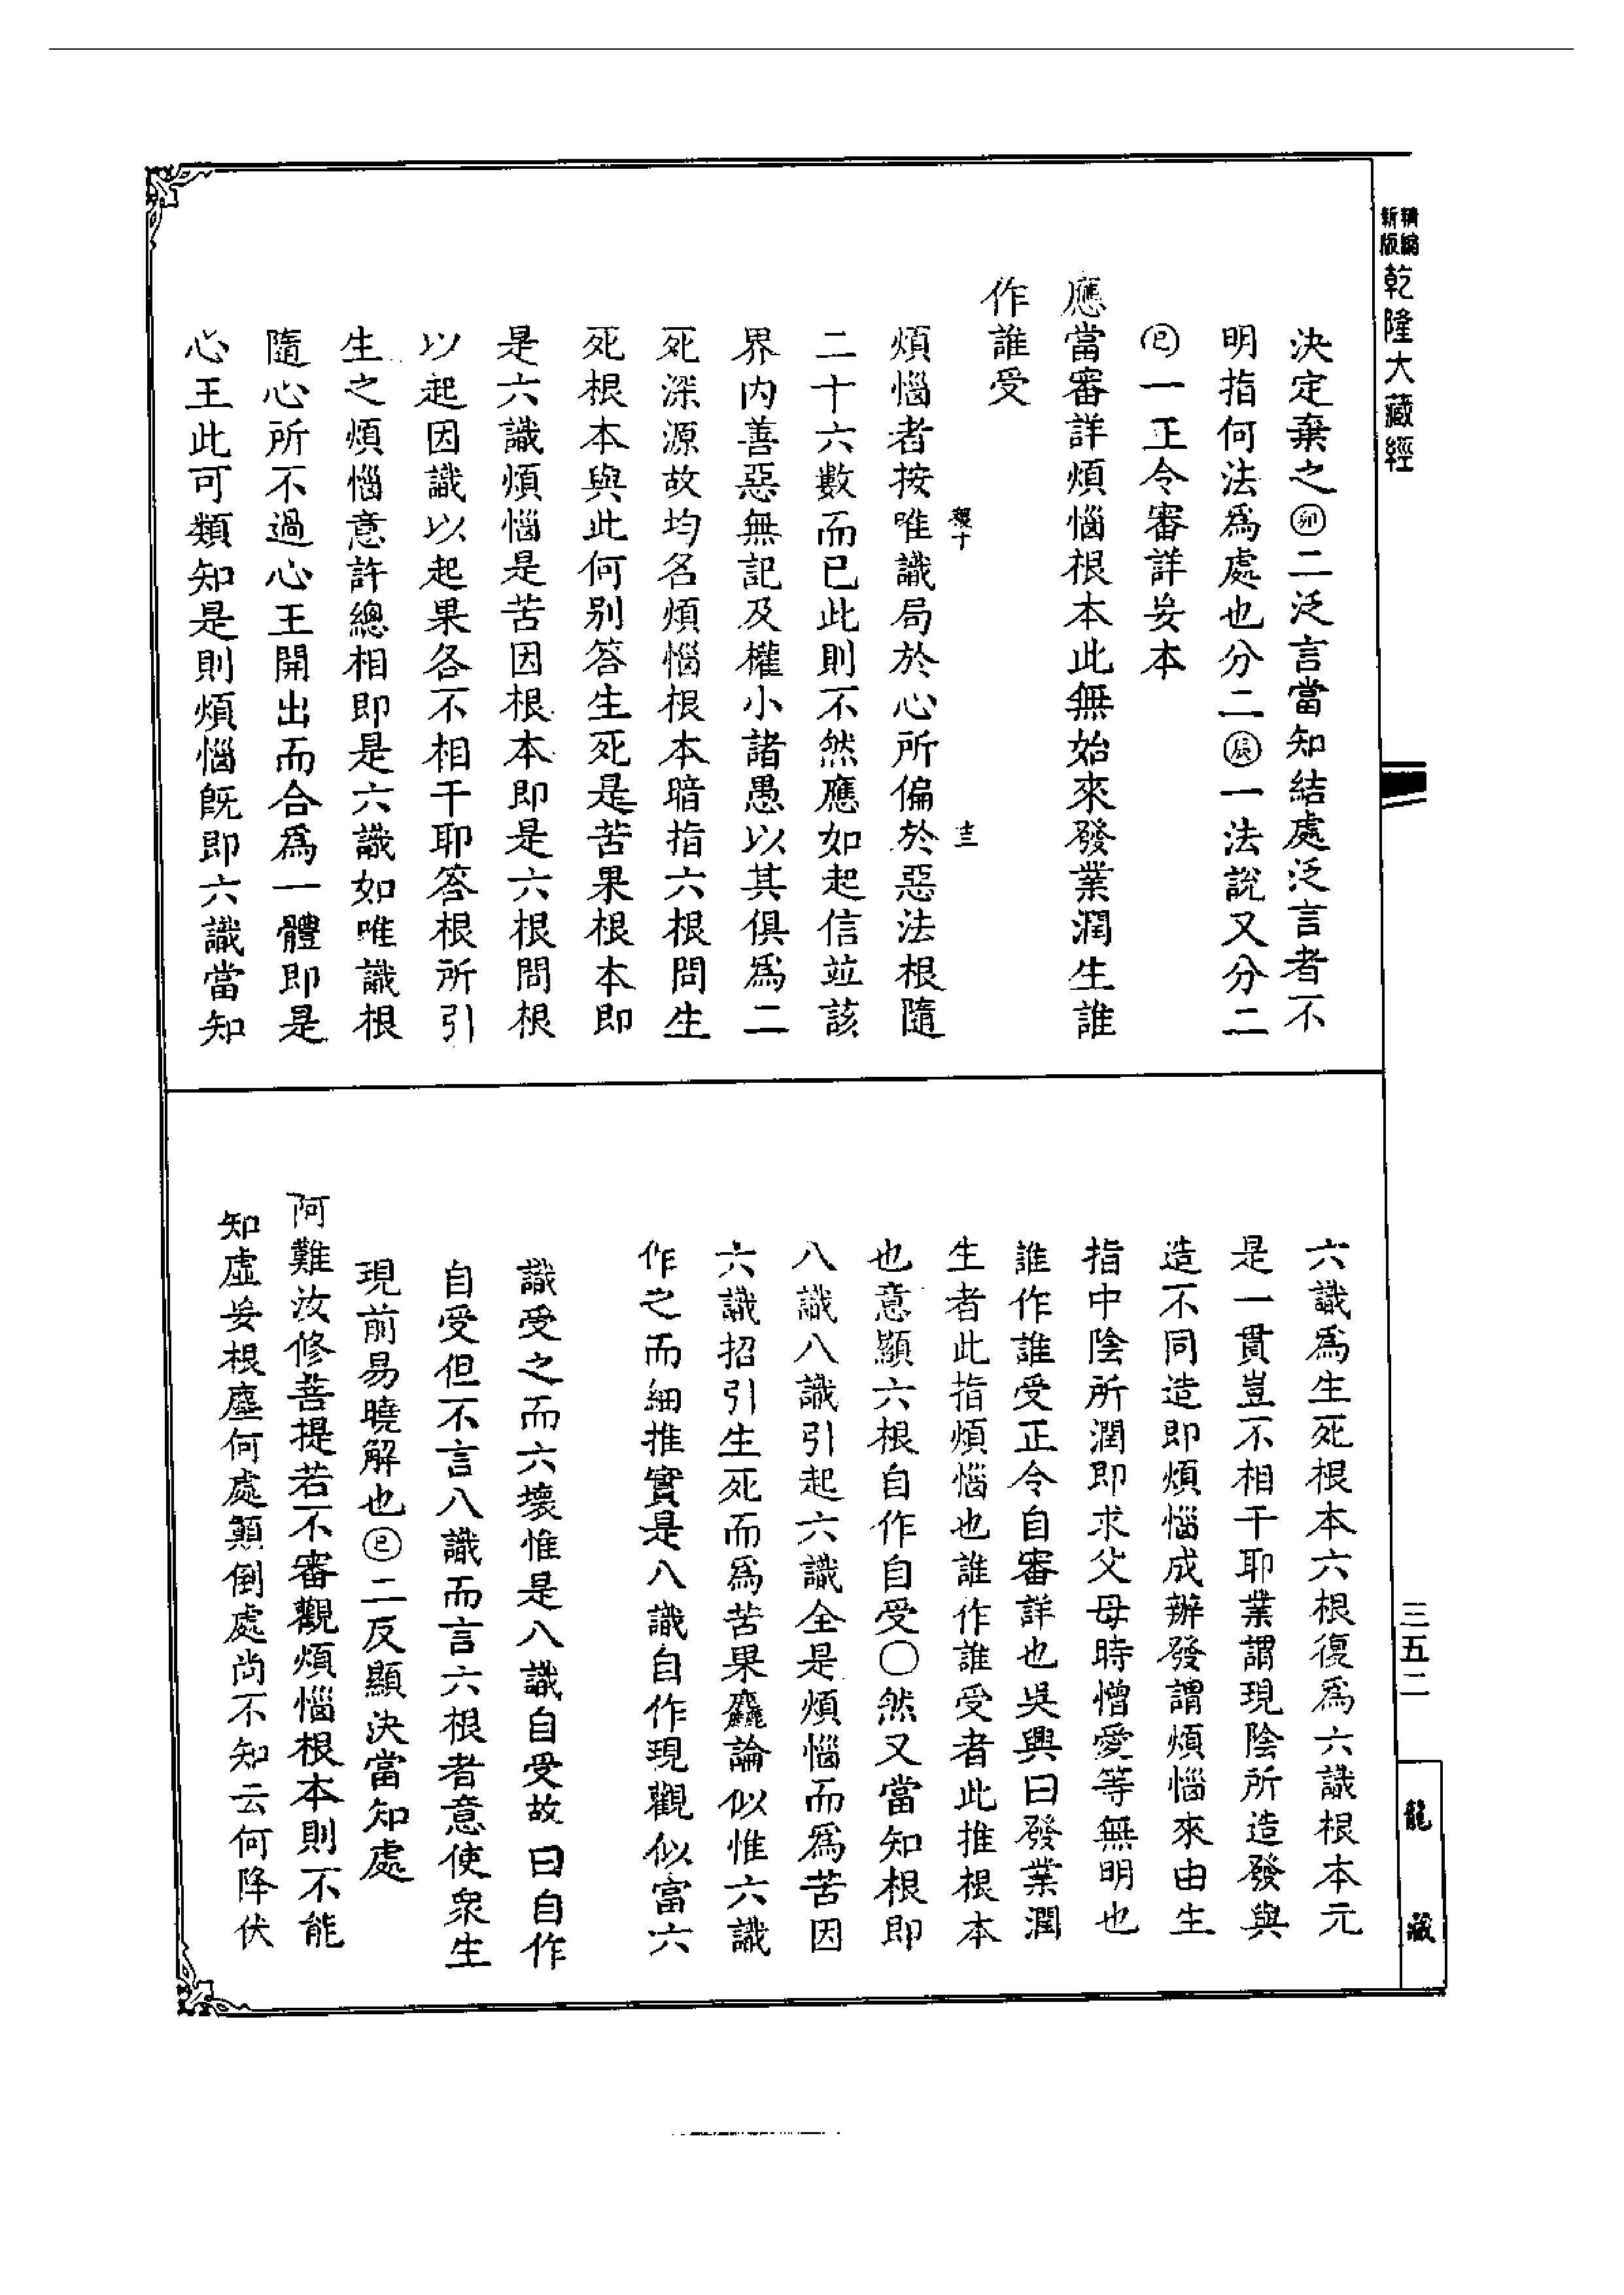 精編
新版
乾隆大藏經
決定棄之㊞二泛言當知結處泛言者不
明指何法爲處也分二㊞一法說又分二
㊞一正令審詳妄本
應當審詳煩惱根本此無始來發業潤生誰
作誰受
煩惱者按唯識局於心所偏於惡法根隨
二十六數而已此則不然應如起信並該
界內善惡無記及權小諸愚以其俱爲二
死深源故均名煩惱根本暗指六根問生
死根本與此何別答生死是苦果根本即
是六識煩惱是苦因根本即是六根問根
以起因識以起果各不相干耶答根所引
生之煩惱意許總相即是六識如唯識根
隨心所不過心王開出而合爲一體即是
心王此可類知是則煩惱旣即六識當知
六識爲生死根本六根復爲六識根本元
是一貫豈不相干耶業謂現陰所造發與
造不同造即煩惱成辦發謂煩惱來由生
指中陰所潤即求父母時憎愛等無明也
誰作誰受正令自審詳也吳興曰發業潤
生者此指煩惱也誰作誰受者此推根本
也意顯六根自作自受〇然又當知根即
八識八識引起六識全是煩惱而爲苦因
六識招引生死而爲苦果麤論似惟六識
作之而細推實是八識自作現觀似富六
識受之而六壞惟是八識自受故曰自作
自受但不言八識而言六根者意使衆生
現前易曉解也㊞二反顯決當知處
阿難汝修菩提若不審觀煩惱根本則不能
知虛妄根塵何處顛倒處尚不知云何降伏
三五二
龍藏